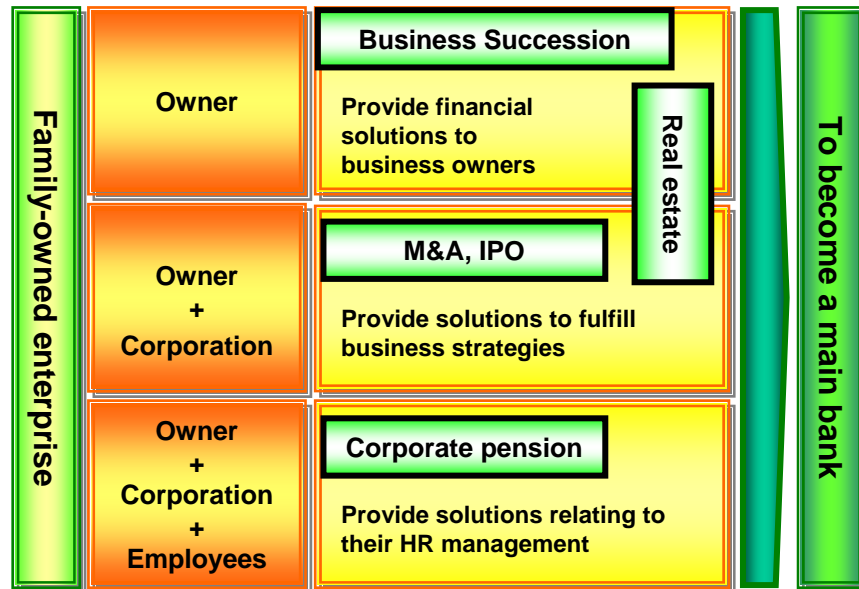 Family-owned enterprise
Owner
Business Succession
Provide financial
solutions to
business owners
Real estate
Owner
+
Corporation
M&A, IPO
Provide solutions to fulfill
business strategies
Owner
+
Corporation
+
Employees
Corporate pension
Provide solutions relating to
their HR management
To become a main bank